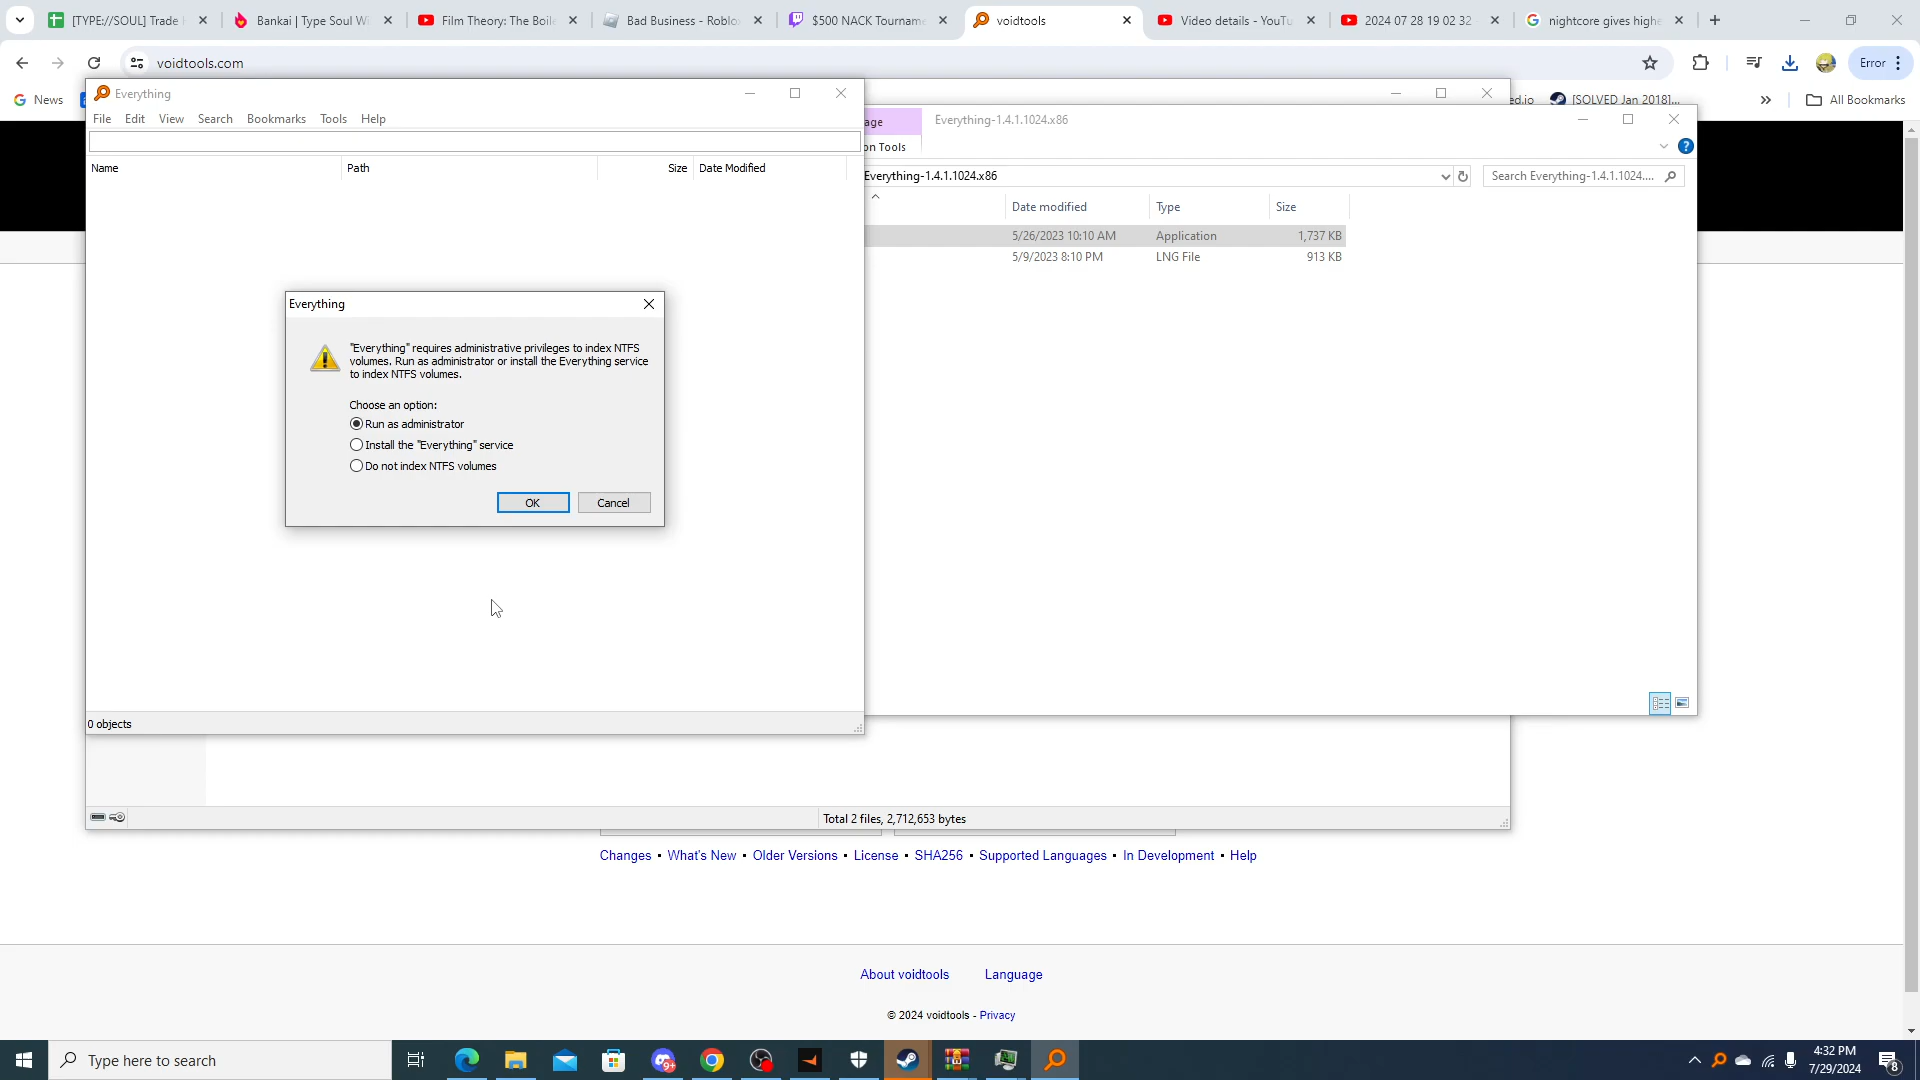 [TYPE://SOUL] Trade H
Bankai | Type Soul Wi
Film Theory: The Boile
Bad Business - Roblo
$500 NACK Tourname
voidtools
Video details - YouTu
2024 07 28 19 02 32
nightcore gives highe
voidtools.com
Error
News
ed.io
[SOLVED Jan 2018]...
All Bookmarks
Everything
File Edit View Search Bookmarks Tools Help
Name Path Size Date Modified
age
Everything-1.4.1.1024.x86
on Tools
Everything-1.4.1.1024.x86
Search Everything-1.4.1.1024....
Date modified Type Size
5/26/2023 10:10 AM Application 1,737 KB
5/9/2023 8:10 PM LNG File 913 KB
Everything
"Everything" requires administrative privileges to index NTFS
volumes. Run as administrator or install the Everything service
to index NTFS volumes.
Choose an option:
Run as administrator
Install the "Everything" service
Do not index NTFS volumes
OK Cancel
0 objects
Total 2 files, 2,712,653 bytes
Changes ▪ What's New ▪ Older Versions ▪ License ▪ SHA256 ▪ Supported Languages ▪ In Development ▪ Help
About voidtools Language
© 2024 voidtools - Privacy
Type here to search
9+
4:32 PM
7/29/2024
8